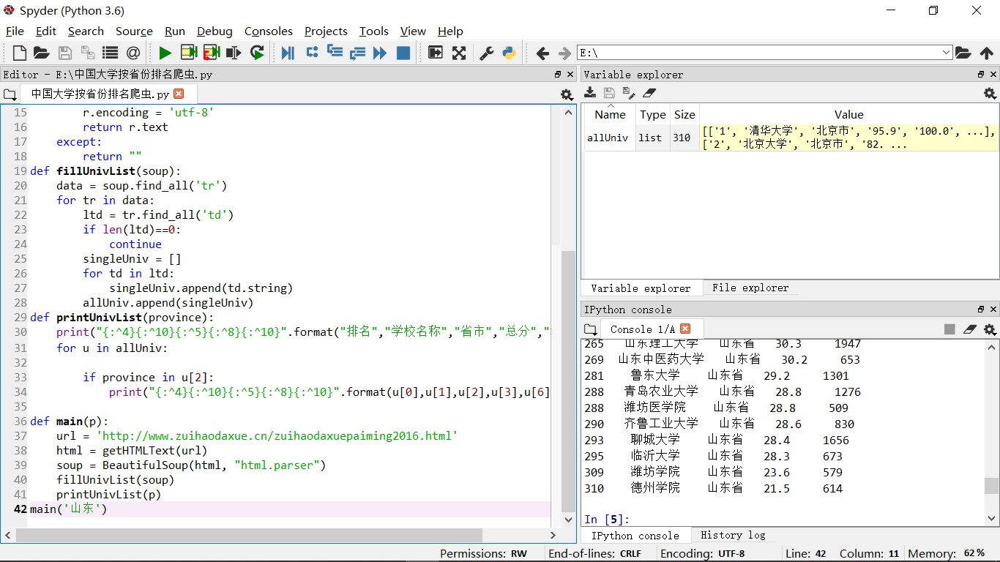 Spyder (Python 3.6)
File Edit Search Source Run Debug Consoles Projects Tools View Help
E:\
Editor - E:\中国大学按省份排名爬虫.py
中国大学按省份排名爬虫.py
15 r.encoding = 'utf-8'
16 return r.text
17 except:
18 return ""
19 def fillUnivList(soup):
20 data = soup.find_all('tr')
21 for tr in data:
22 ltd = tr.find_all('td')
23 if len(ltd)==0:
24 continue
25 singleUniv = []
26 for td in ltd:
27 singleUniv.append(td.string)
28 allUniv.append(singleUniv)
29 def printUnivList(province):
30 print("{:^4}{:^10}{:^5}{:^8}{:^10}".format("排名","学校名称","省市","总分","
31 for u in allUniv:
32
33 if province in u[2]:
34 print("{:^4}{:^10}{:^5}{:^8}{:^10}".format(u[0],u[1],u[2],u[3],u[6]
35
36 def main(p):
37 url = 'http://www.zuihaodaxue.cn/zuihaodaxuepaiming2016.html'
38 html = getHTMLText(url)
39 soup = BeautifulSoup(html, "html.parser")
40 fillUnivList(soup)
41 printUnivList(p)
42 main('山东')
Variable explorer
Name Type Size Value
allUniv list 310 [['1', '清华大学', '北京市', '95.9', '100.0', ...],
['2', '北京大学', '北京市', '82. ...
Variable explorer File explorer
IPython console
Console 1/A
265 山东理工大学 山东省 30.3 1947
269 山东中医药大学 山东省 30.2 653
281 鲁东大学 山东省 29.2 1301
288 青岛农业大学 山东省 28.8 1276
288 潍坊医学院 山东省 28.8 509
290 齐鲁工业大学 山东省 28.6 830
293 聊城大学 山东省 28.4 1656
295 临沂大学 山东省 28.3 673
309 潍坊学院 山东省 23.6 579
310 德州学院 山东省 21.5 614
In [5]:
IPython console History log
Permissions: RW End-of-lines: CRLF Encoding: UTF-8 Line: 42 Column: 11 Memory: 62 %